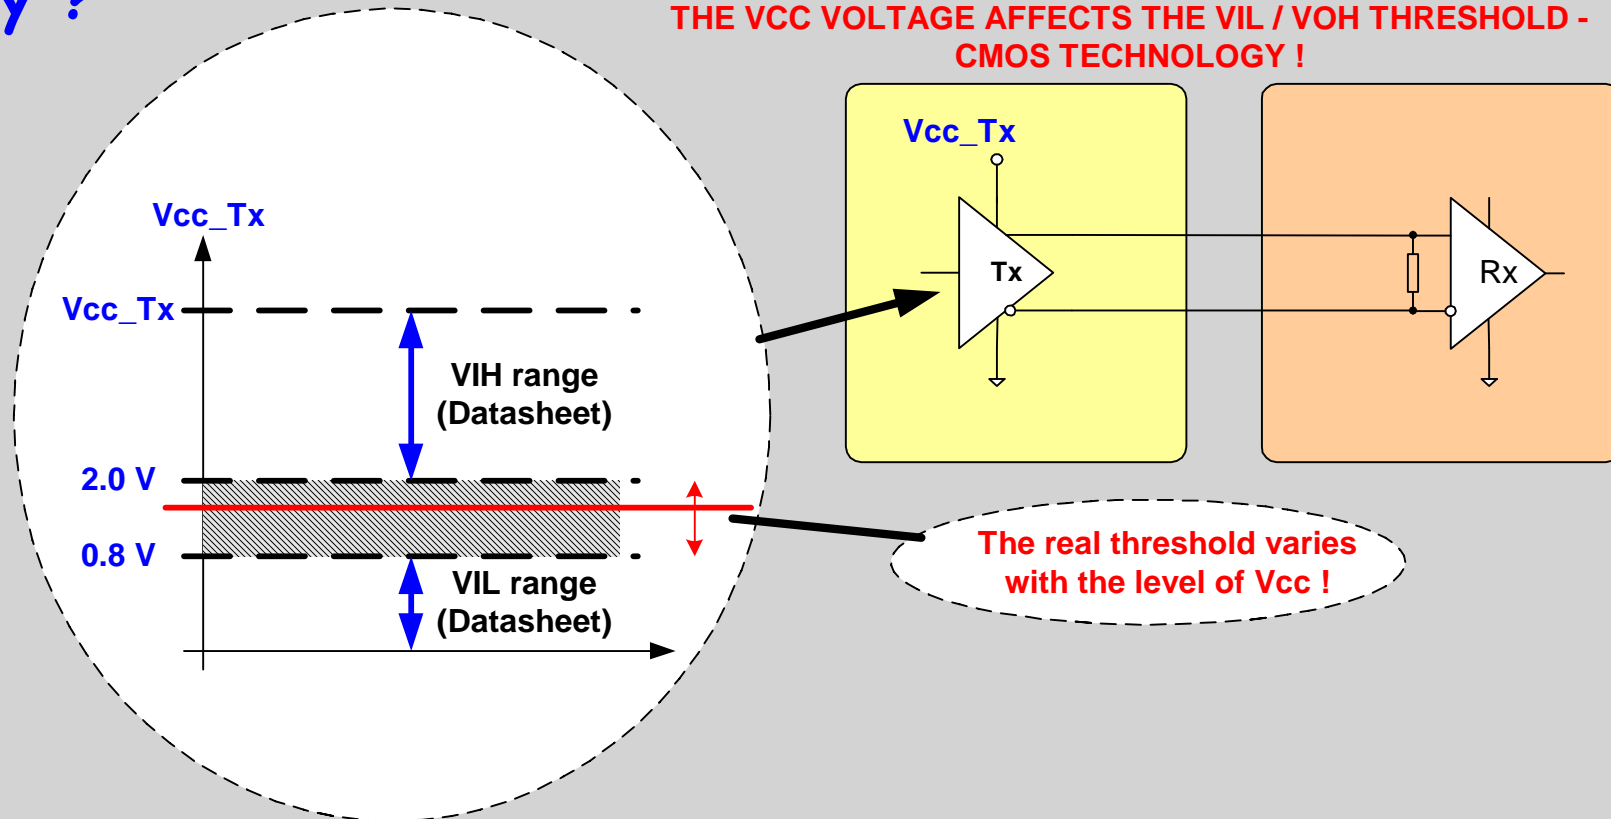 y ?
THE VCC VOLTAGE AFFECTS THE VIL / VOH THRESHOLD -
CMOS TECHNOLOGY !
Vcc_Tx
Tx
Rx
Vcc_Tx
Vcc_Tx
VIH range
(Datasheet)
2.0 V
0.8 V
VIL range
(Datasheet)
The real threshold varies
with the level of Vcc !